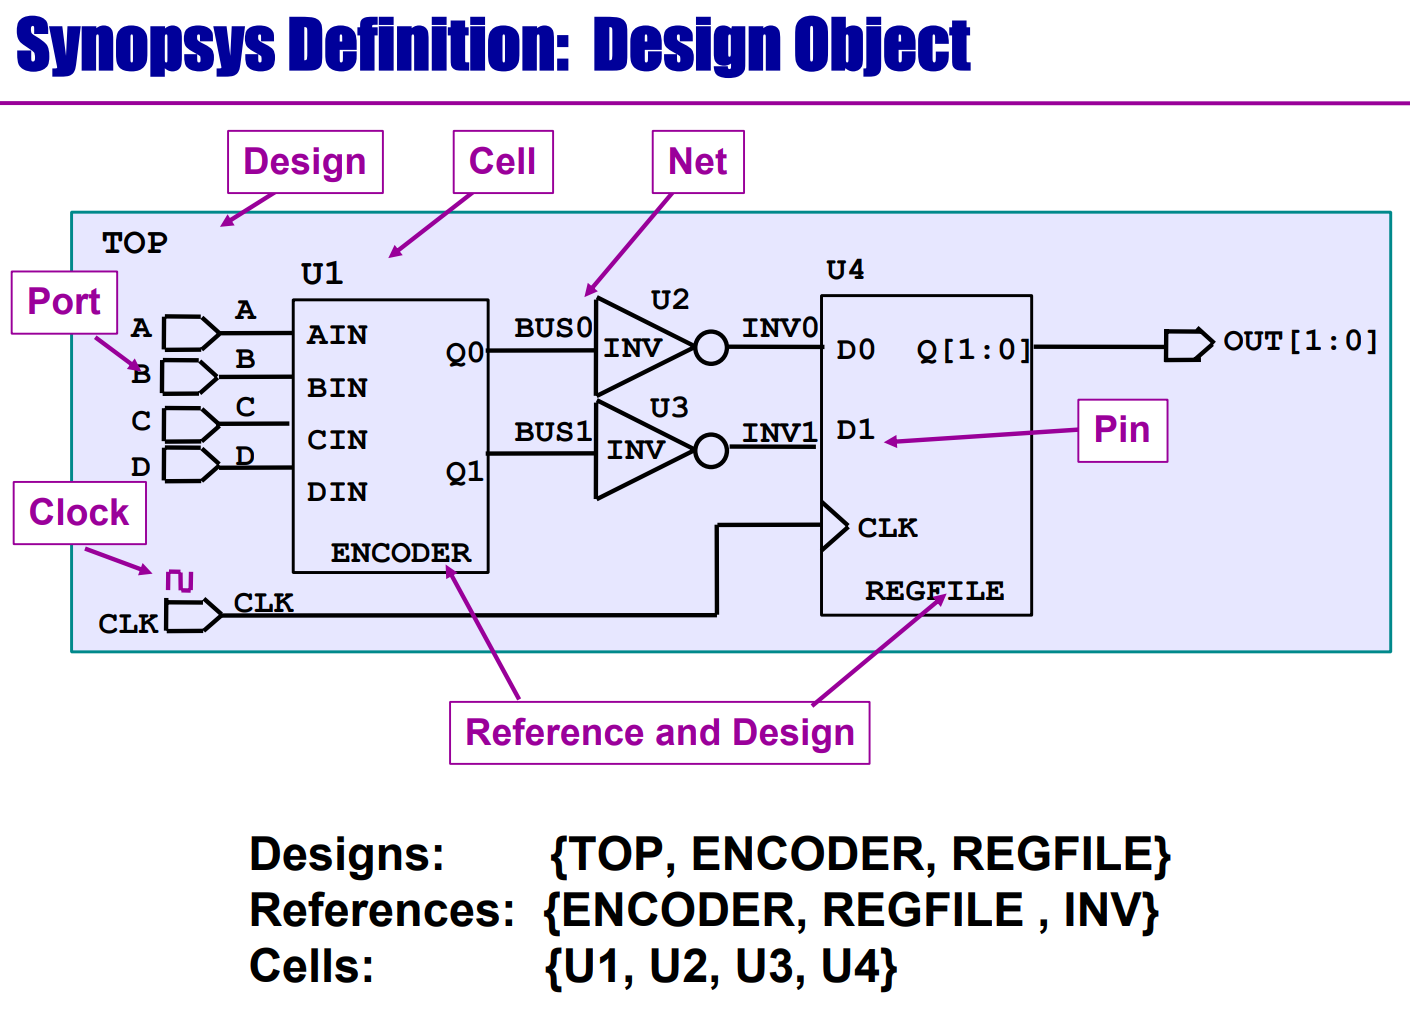 Synopsys Definition: Design Object
Design
Cell
Net
TOP
Port
U1
U2
U4
A
A
AIN
BUS0
INV
INV0
D0
Q[1:0]
OUT[1:0]
Q0
B
B
BIN
C
C
CIN
U3
BUS1
INV
INV1
D1
Pin
D
D
DIN
Q1
Clock
CLK
ENCODER
REGFILE
CLK
CLK
Reference and Design
Designs: {TOP, ENCODER, REGFILE}
References: {ENCODER, REGFILE , INV}
Cells: {U1, U2, U3, U4}